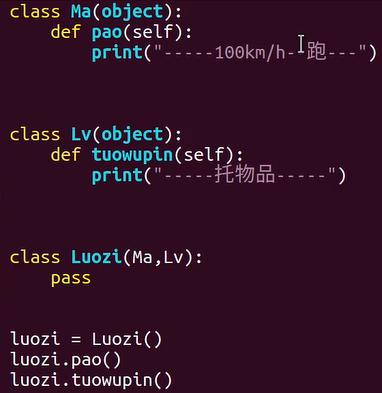 class Ma(object):
    def pao(self):
        print("-----100km/h--跑---")
class Lv(object):
    def tuowupin(self):
        print("-----托物品-----")
class Luozi(Ma,Lv):
    pass
luozi = Luozi()
luozi.pao()
luozi.tuowupin()